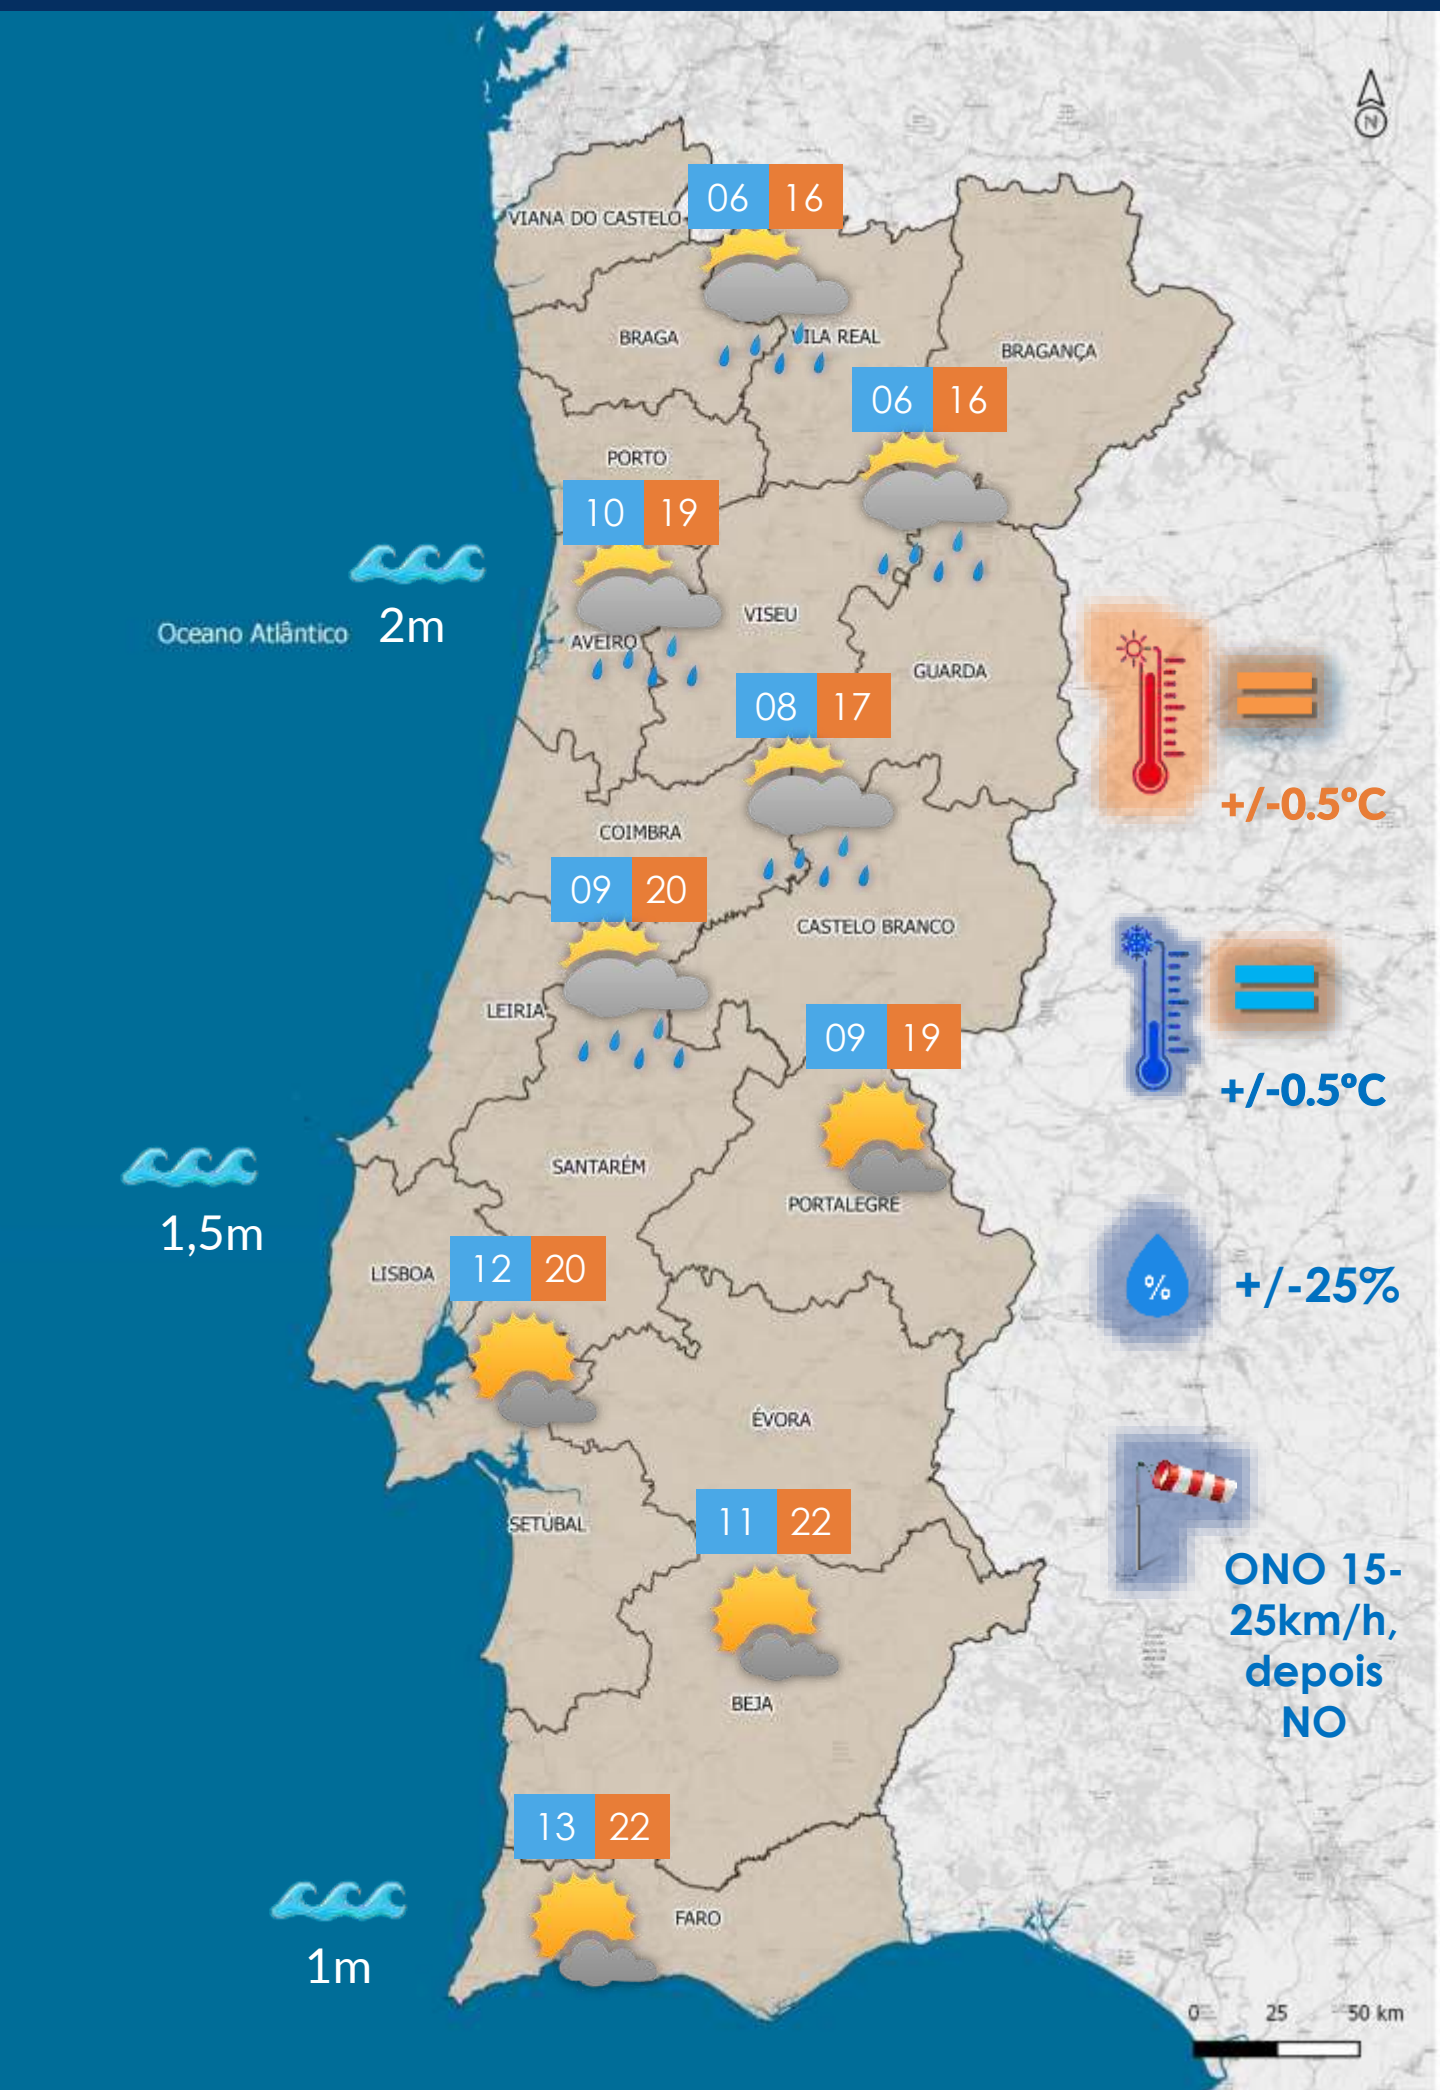 N
06 16
VIANA DO CASTELO
BRAGA
VILA REAL
BRAGANÇA
06 16
PORTO
10 19
Oceano Atlântico
2m
AVEIRO
VISEU
GUARDA
08 17
+/-0.5ºC
COIMBRA
09 20
CASTELO BRANCO
LEIRIA
09 19
+/-0.5ºC
SANTARÉM
PORTALEGRE
1,5m
LISBOA
12 20
%
+/-25%
ÉVORA
SETÚBAL
11 22
ONO 15-
25km/h,
depois
NO
BEJA
13 22
FARO
1m
0 25 50 km